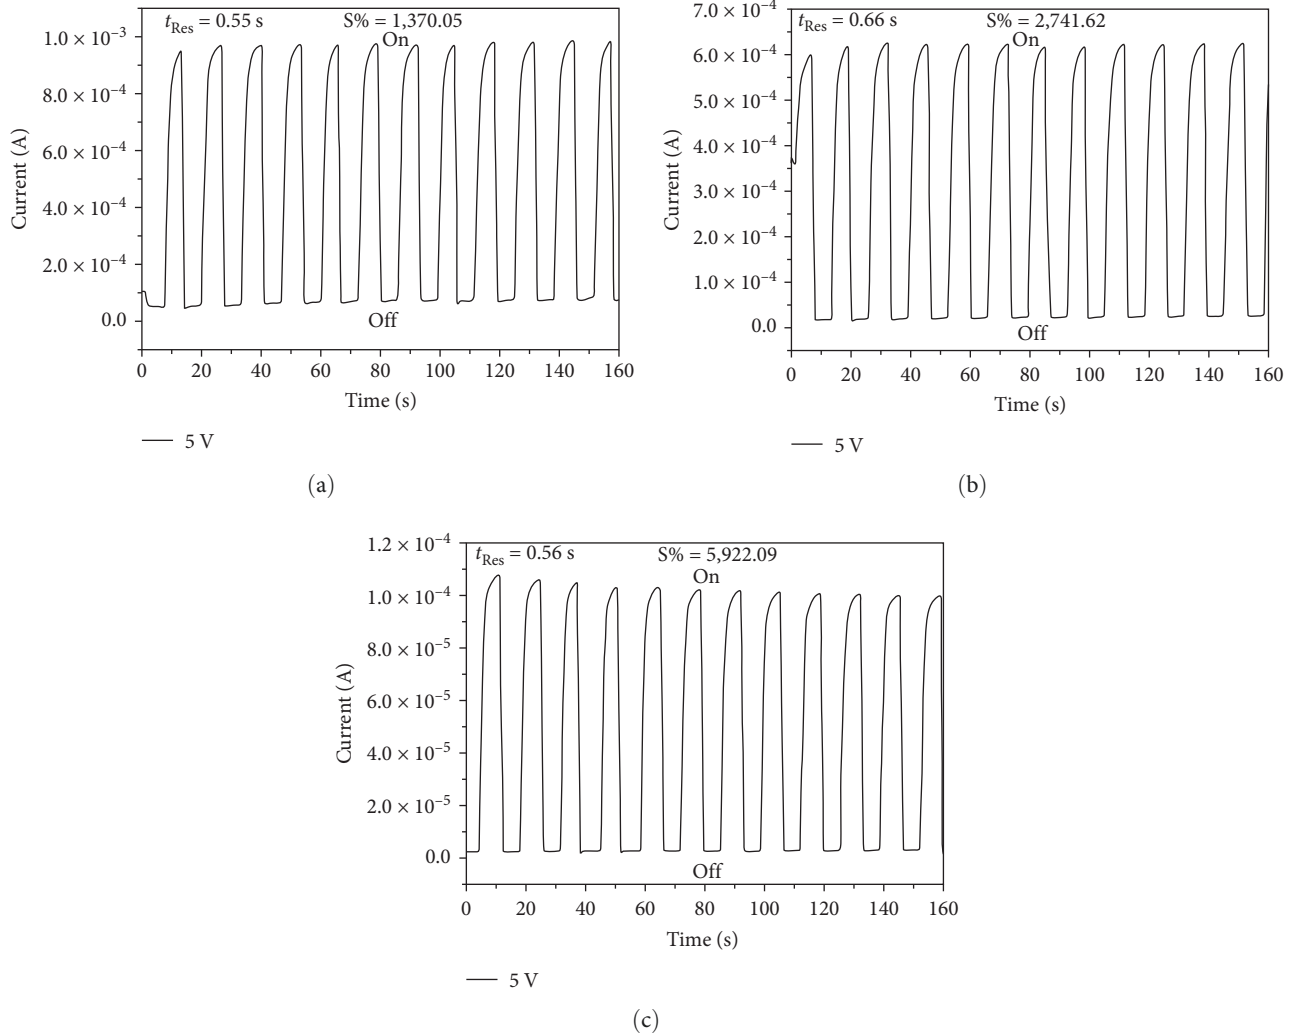 t_Res = 0.55 s
S% = 1,370.05
On
1.0 × 10⁻³
8.0 × 10⁻⁴
6.0 × 10⁻⁴
4.0 × 10⁻⁴
2.0 × 10⁻⁴
0.0
Current (A)
Off
0 20 40 60 80 100 120 140 160
Time (s)
5 V
(a)
7.0 × 10⁻⁴
t_Res = 0.66 s
S% = 2,741.62
On
6.0 × 10⁻⁴
5.0 × 10⁻⁴
4.0 × 10⁻⁴
3.0 × 10⁻⁴
2.0 × 10⁻⁴
1.0 × 10⁻⁴
0.0
Current (A)
Off
0 20 40 60 80 100 120 140 160
Time (s)
5 V
(b)
1.2 × 10⁻⁴
t_Res = 0.56 s
S% = 5,922.09
On
1.0 × 10⁻⁴
8.0 × 10⁻⁵
6.0 × 10⁻⁵
4.0 × 10⁻⁵
2.0 × 10⁻⁵
0.0
Current (A)
Off
0 20 40 60 80 100 120 140 160
Time (s)
5 V
(c)